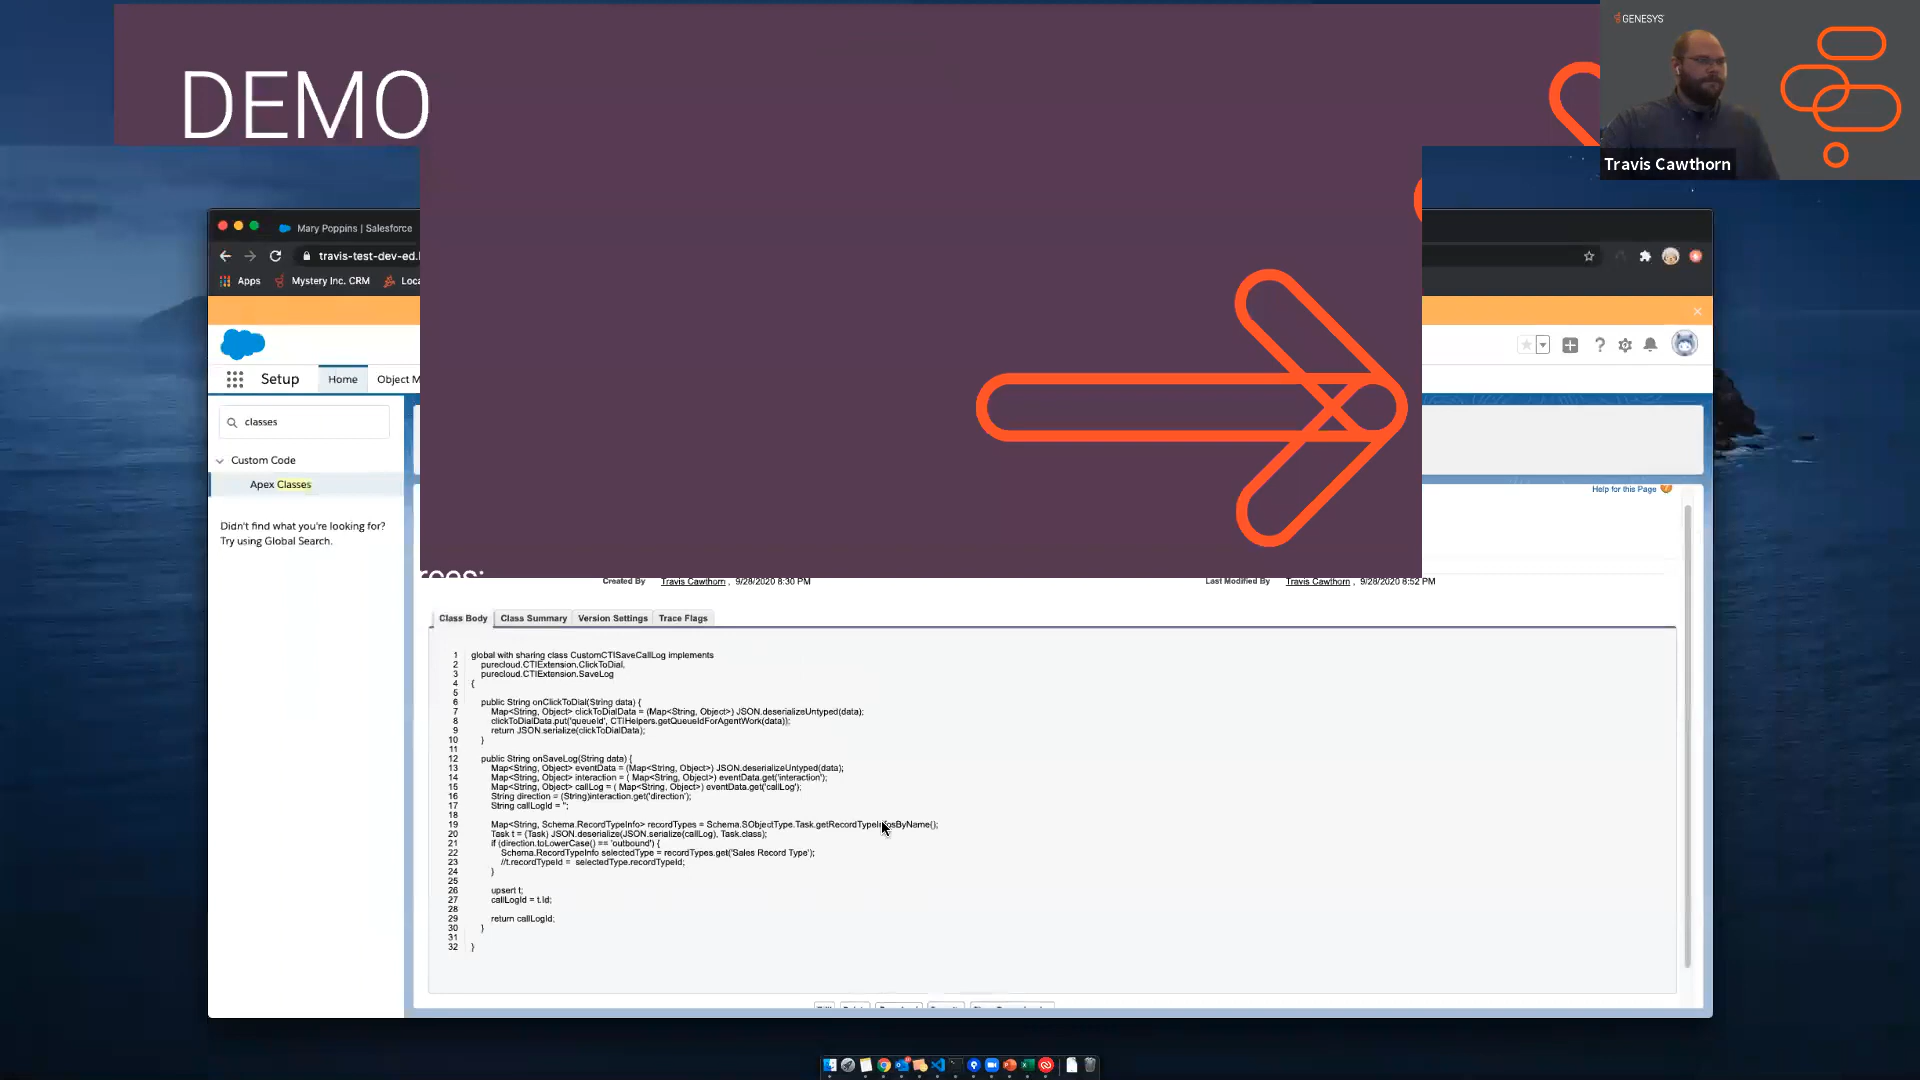 DEMO
GENESYS
Travis Cawthorn
Mary Poppins | Salesforce
travis-test-dev-ed.
Apps
Mystery Inc. CRM
Loca
Setup
Home
Object M
classes
Custom Code
Apex Classes
Didn't find what you're looking for?
Try using Global Search.
Help for this Page
Created By Travis Cawthorn , 9/28/2020 8:30 PM
Last Modified By Travis Cawthorn , 9/28/2020 8:52 PM
Class Body
Class Summary
Version Settings
Trace Flags
1 global with sharing class CustomCTISaveCallLog implements
2 purecloud.CTIExtension.ClickToDial,
3 purecloud.CTIExtension.SaveLog
4 {
5
6 public String onClickToDial(String data) {
7 Map<String, Object> clickToDialData = (Map<String, Object>) JSON.deserializeUntyped(data);
8 clickToDialData.put('queueId', CTIHelpers.getQueueIdForAgentWork(data));
9 return JSON.serialize(clickToDialData);
10 }
11
12 public String onSaveLog(String data) {
13 Map<String, Object> eventData = (Map<String, Object>) JSON.deserializeUntyped(data);
14 Map<String, Object> interaction = ( Map<String, Object>) eventData.get('interaction');
15 Map<String, Object> callLog = ( Map<String, Object>) eventData.get('callLog');
16 String direction = (String)interaction.get('direction');
17 String callLogId = '';
18
19 Map<String, Schema.RecordTypeInfo> recordTypes = Schema.SObjectType.Task.getRecordTypeInfosByName();
20 Task t = (Task) JSON.deserialize(JSON.serialize(callLog), Task.class);
21 if (direction.toLowerCase() == 'outbound') {
22 Schema.RecordTypeInfo selectedType = recordTypes.get('Sales Record Type');
23 //t.recordTypeId = selectedType.recordTypeId;
24 }
25
26 upsert t;
27 callLogId = t.Id;
28
29 return callLogId;
30 }
31
32 }